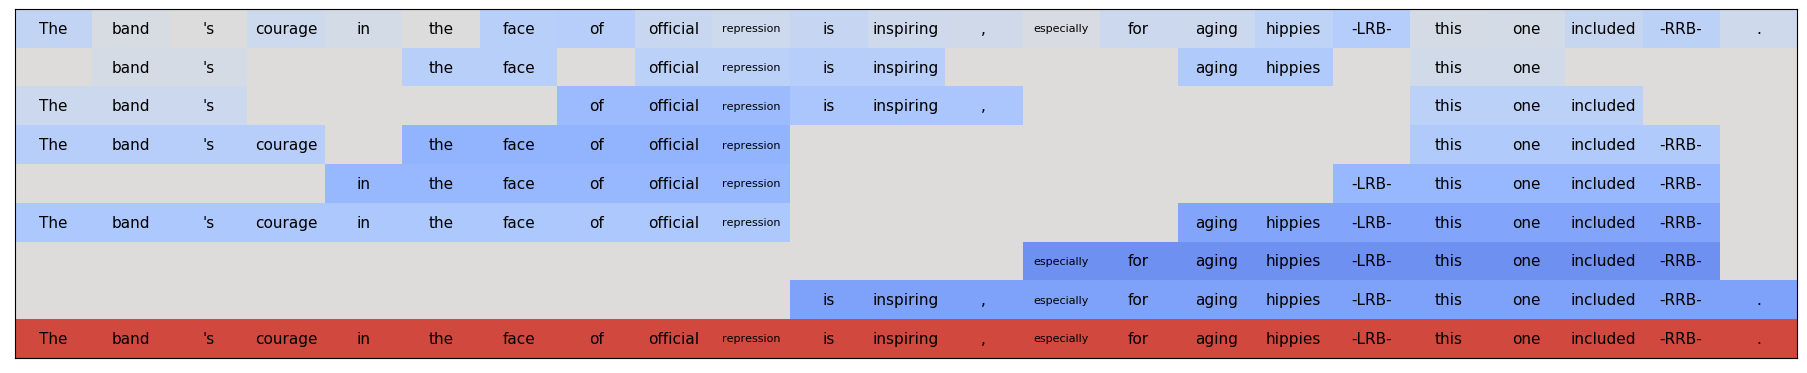 The band 's courage in the face of official repression is inspiring , especially for aging hippies -LRB- this one included -RRB- .
band 's the face official repression is inspiring aging hippies this one
The band 's of official repression is inspiring , this one included
The band 's courage the face of official repression this one included -RRB-
in the face of official repression -LRB- this one included -RRB-
The band 's courage in the face of official repression aging hippies -LRB- this one included -RRB-
especially for aging hippies -LRB- this one included -RRB-
is inspiring , especially for aging hippies -LRB- this one included -RRB- .
The band 's courage in the face of official repression is inspiring , especially for aging hippies -LRB- this one included -RRB- .